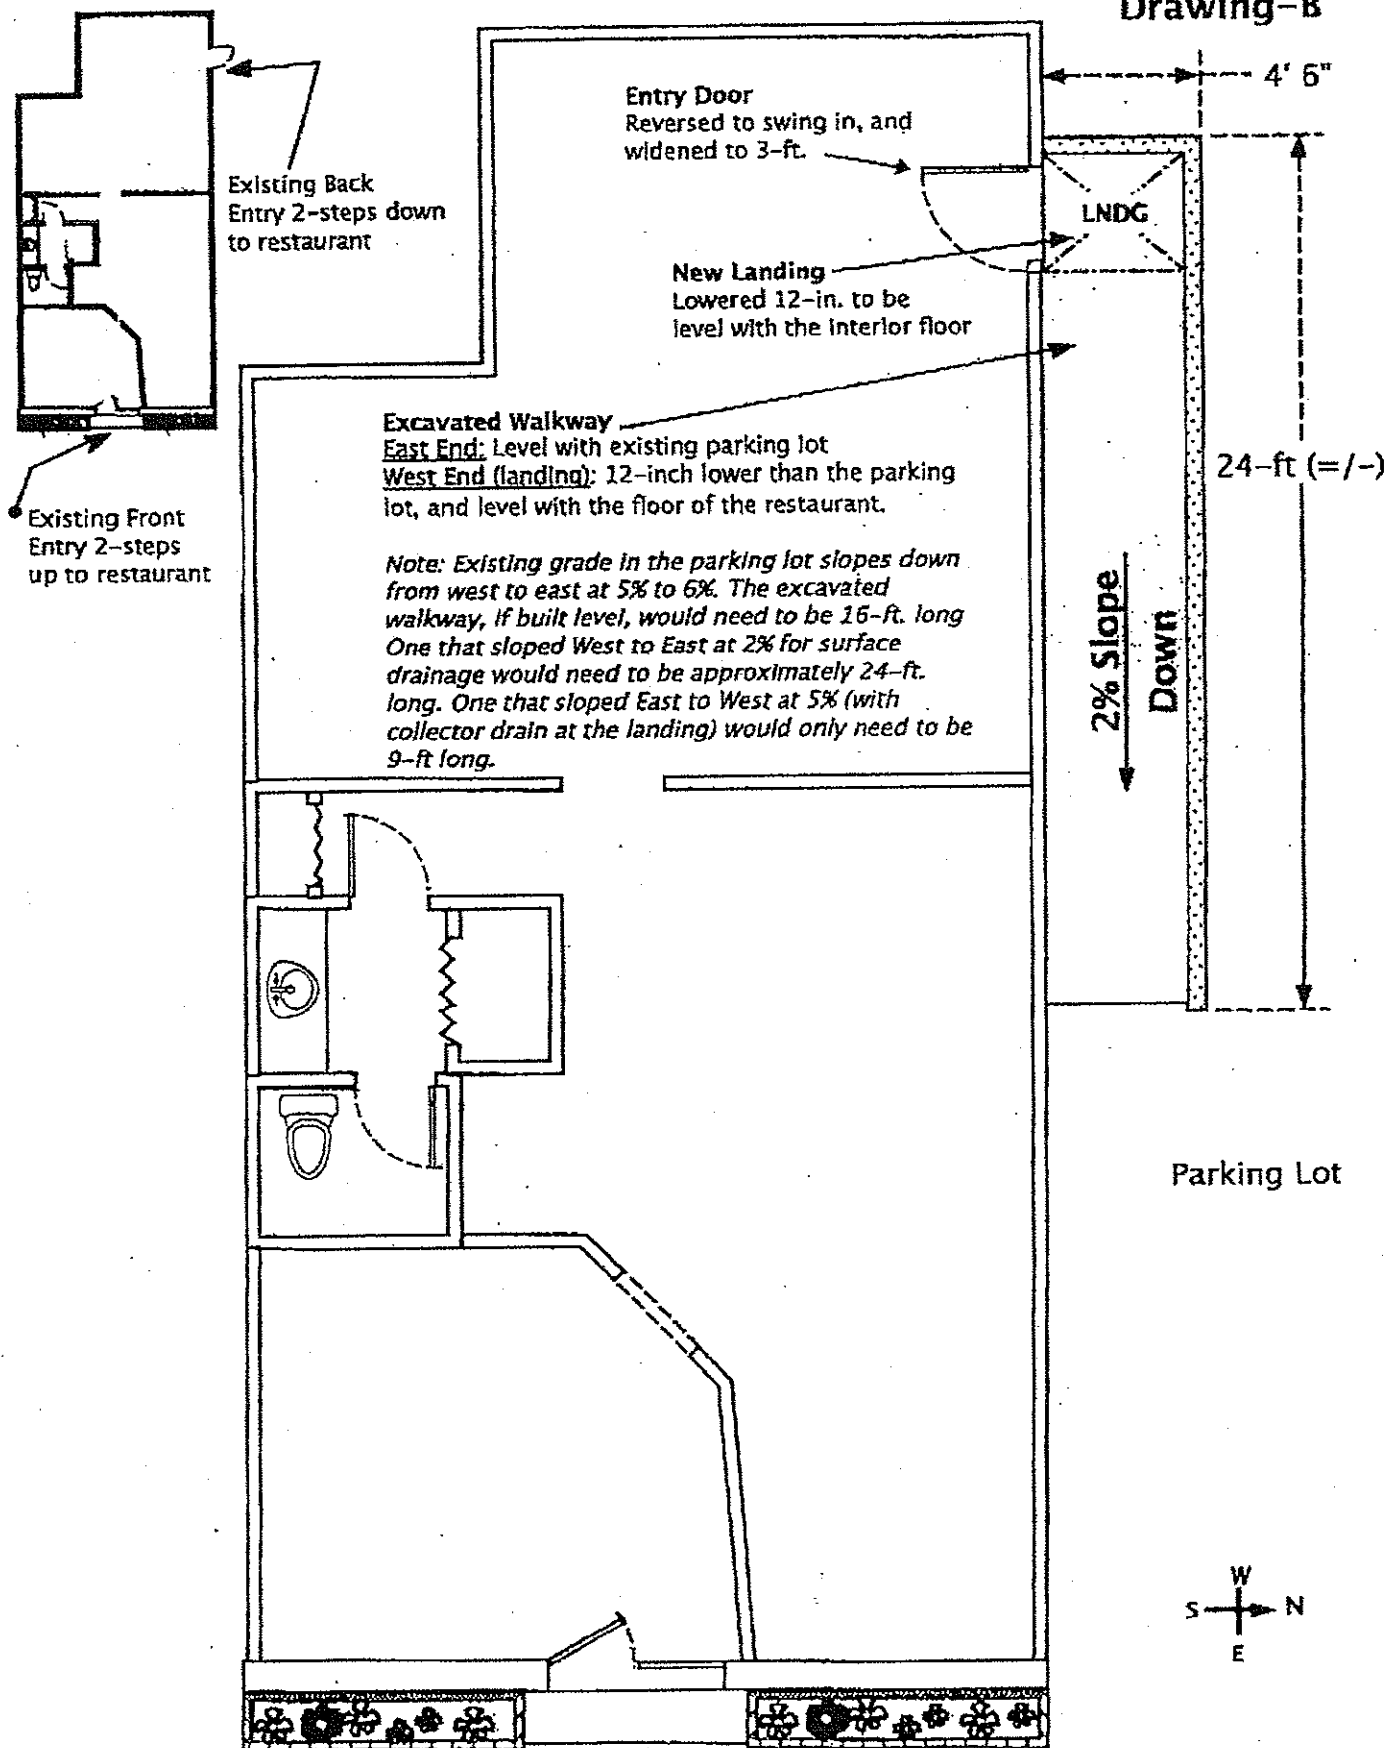 Drawing-B
4' 6"
Entry Door
Reversed to swing in, and
widened to 3-ft.
Existing Back
Entry 2-steps down
to restaurant
LNDG
New Landing
Lowered 12-in. to be
level with the interior floor
Excavated Walkway
East End: Level with existing parking lot
West End (landing): 12-inch lower than the parking
lot, and level with the floor of the restaurant.
24-ft (=/-)
Existing Front
Entry 2-steps
up to restaurant
Note: Existing grade in the parking lot slopes down
from west to east at 5% to 6%. The excavated
walkway, if built level, would need to be 16-ft. long
One that sloped West to East at 2% for surface
drainage would need to be approximately 24-ft.
long. One that sloped East to West at 5% (with
collector drain at the landing) would only need to be
9-ft long.
2% Slope
Down
Parking Lot
W
S N
E